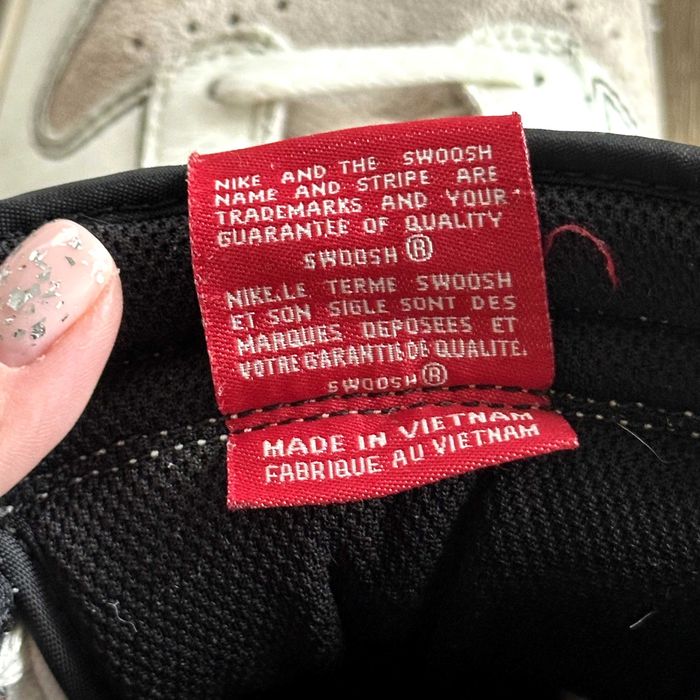 NIKE AND THE SWOOSH
NAME AND STRIPE ARE
TRADEMARKS AND YOUR
GUARANTEE OF QUALITY
SWOOSH ®
NIKE,LE TERME SWOOSH
ET SON SIGLE SONT DES
MARQUES DEPOSEES ET
VOTRE GARANTIE DE QUALITE.
SWOOSH ®
MADE IN VIETNAM
FABRIQUE AU VIETNAM